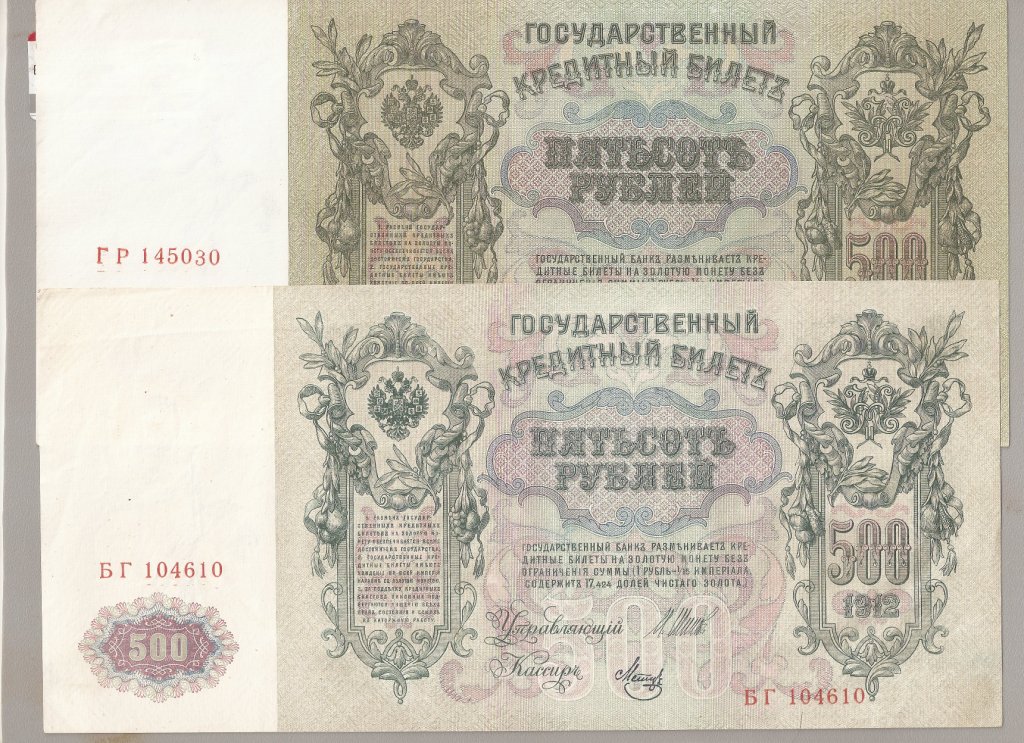 ГОСУДАРСТВЕННЫЙ
КРЕДИТНЫЙ БИЛЕТЪ
ПЯТЬСОТЪ
РУБЛЕЙ
500
ГОСУДАРСТВЕННЫЙ БАНКЪ РАЗМѢНИВАЕТЪ КРЕ-
ДИТНЫЕ БИЛЕТЫ НА ЗОЛОТУЮ МОНЕТУ БЕЗЪ
ГР 145030
ГОСУДАРСТВЕННЫЙ
КРЕДИТНЫЙ БИЛЕТЪ
ПЯТЬСОТЪ
РУБЛЕЙ
500
1912
ГОСУДАРСТВЕННЫЙ БАНКЪ РАЗМѢНИВАЕТЪ КРЕ-
ДИТНЫЕ БИЛЕТЫ НА ЗОЛОТУЮ МОНЕТУ БЕЗЪ
ОГРАНИЧЕНІЯ СУММЫ (1 РУБЛЬ=1/15 ИМПЕРІАЛА,
СОДЕРЖИТЪ 17,424 ДОЛЕЙ ЧИСТАГО ЗОЛОТА).
Управляющій
Кассиръ
500
БГ 104610
500
БГ 104610